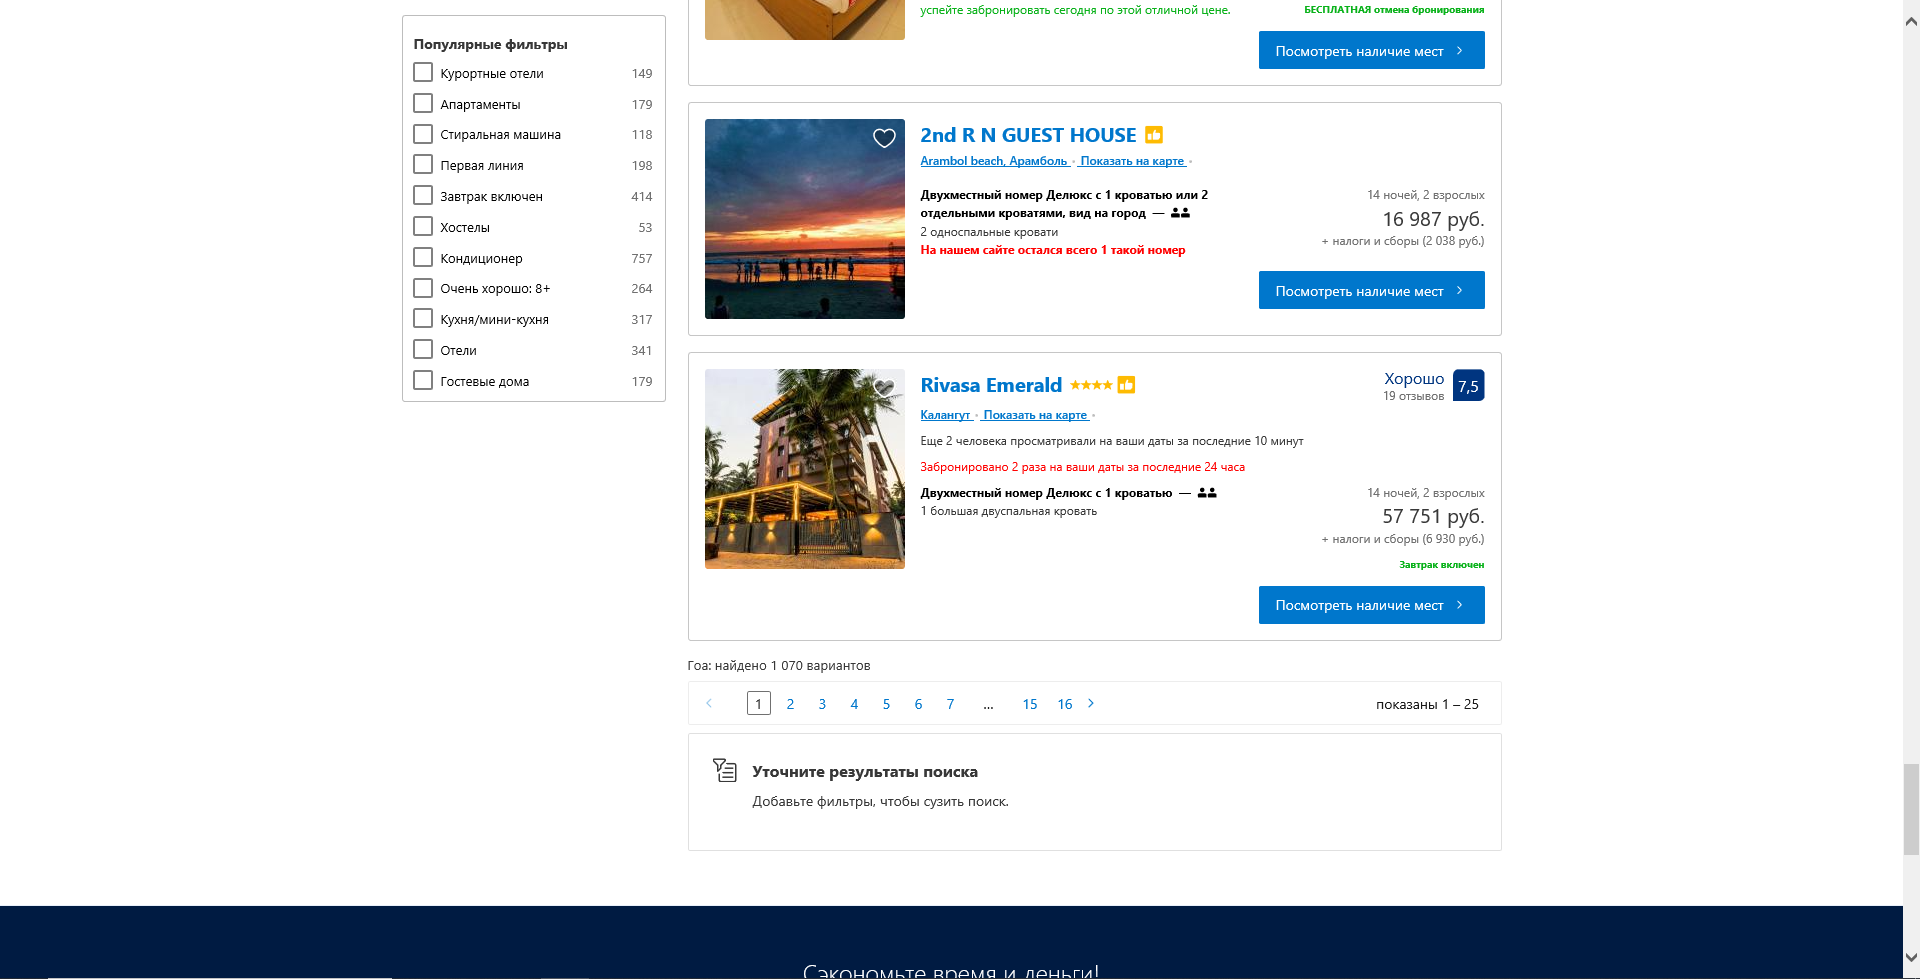 Популярные фильтры
Курортные отели 149
Апартаменты 179
Стиральная машина 118
Первая линия 198
Завтрак включен 414
Хостелы 53
Кондиционер 757
Очень хорошо: 8+ 264
Кухня/мини-кухня 317
Отели 341
Гостевые дома 179
успейте забронировать сегодня по этой отличной цене.
БЕСПЛАТНАЯ отмена бронирования
Посмотреть наличие мест
2nd R N GUEST HOUSE
Arambol beach, Арамболь · Показать на карте ·
Двухместный номер Делюкс с 1 кроватью или 2
отдельными кроватями, вид на город —
2 односпальные кровати
На нашем сайте остался всего 1 такой номер
14 ночей, 2 взрослых
16 987 руб.
+ налоги и сборы (2 038 руб.)
Посмотреть наличие мест
Rivasa Emerald
Хорошо 7,5
19 отзывов
Калангут · Показать на карте ·
Еще 2 человека просматривали на ваши даты за последние 10 минут
Забронировано 2 раза на ваши даты за последние 24 часа
Двухместный номер Делюкс с 1 кроватью —
1 большая двуспальная кровать
14 ночей, 2 взрослых
57 751 руб.
+ налоги и сборы (6 930 руб.)
Завтрак включен
Посмотреть наличие мест
Гоа: найдено 1 070 вариантов
1 2 3 4 5 6 7 ... 15 16
показаны 1 – 25
Уточните результаты поиска
Добавьте фильтры, чтобы сузить поиск.
Сэкономьте время и деньги!